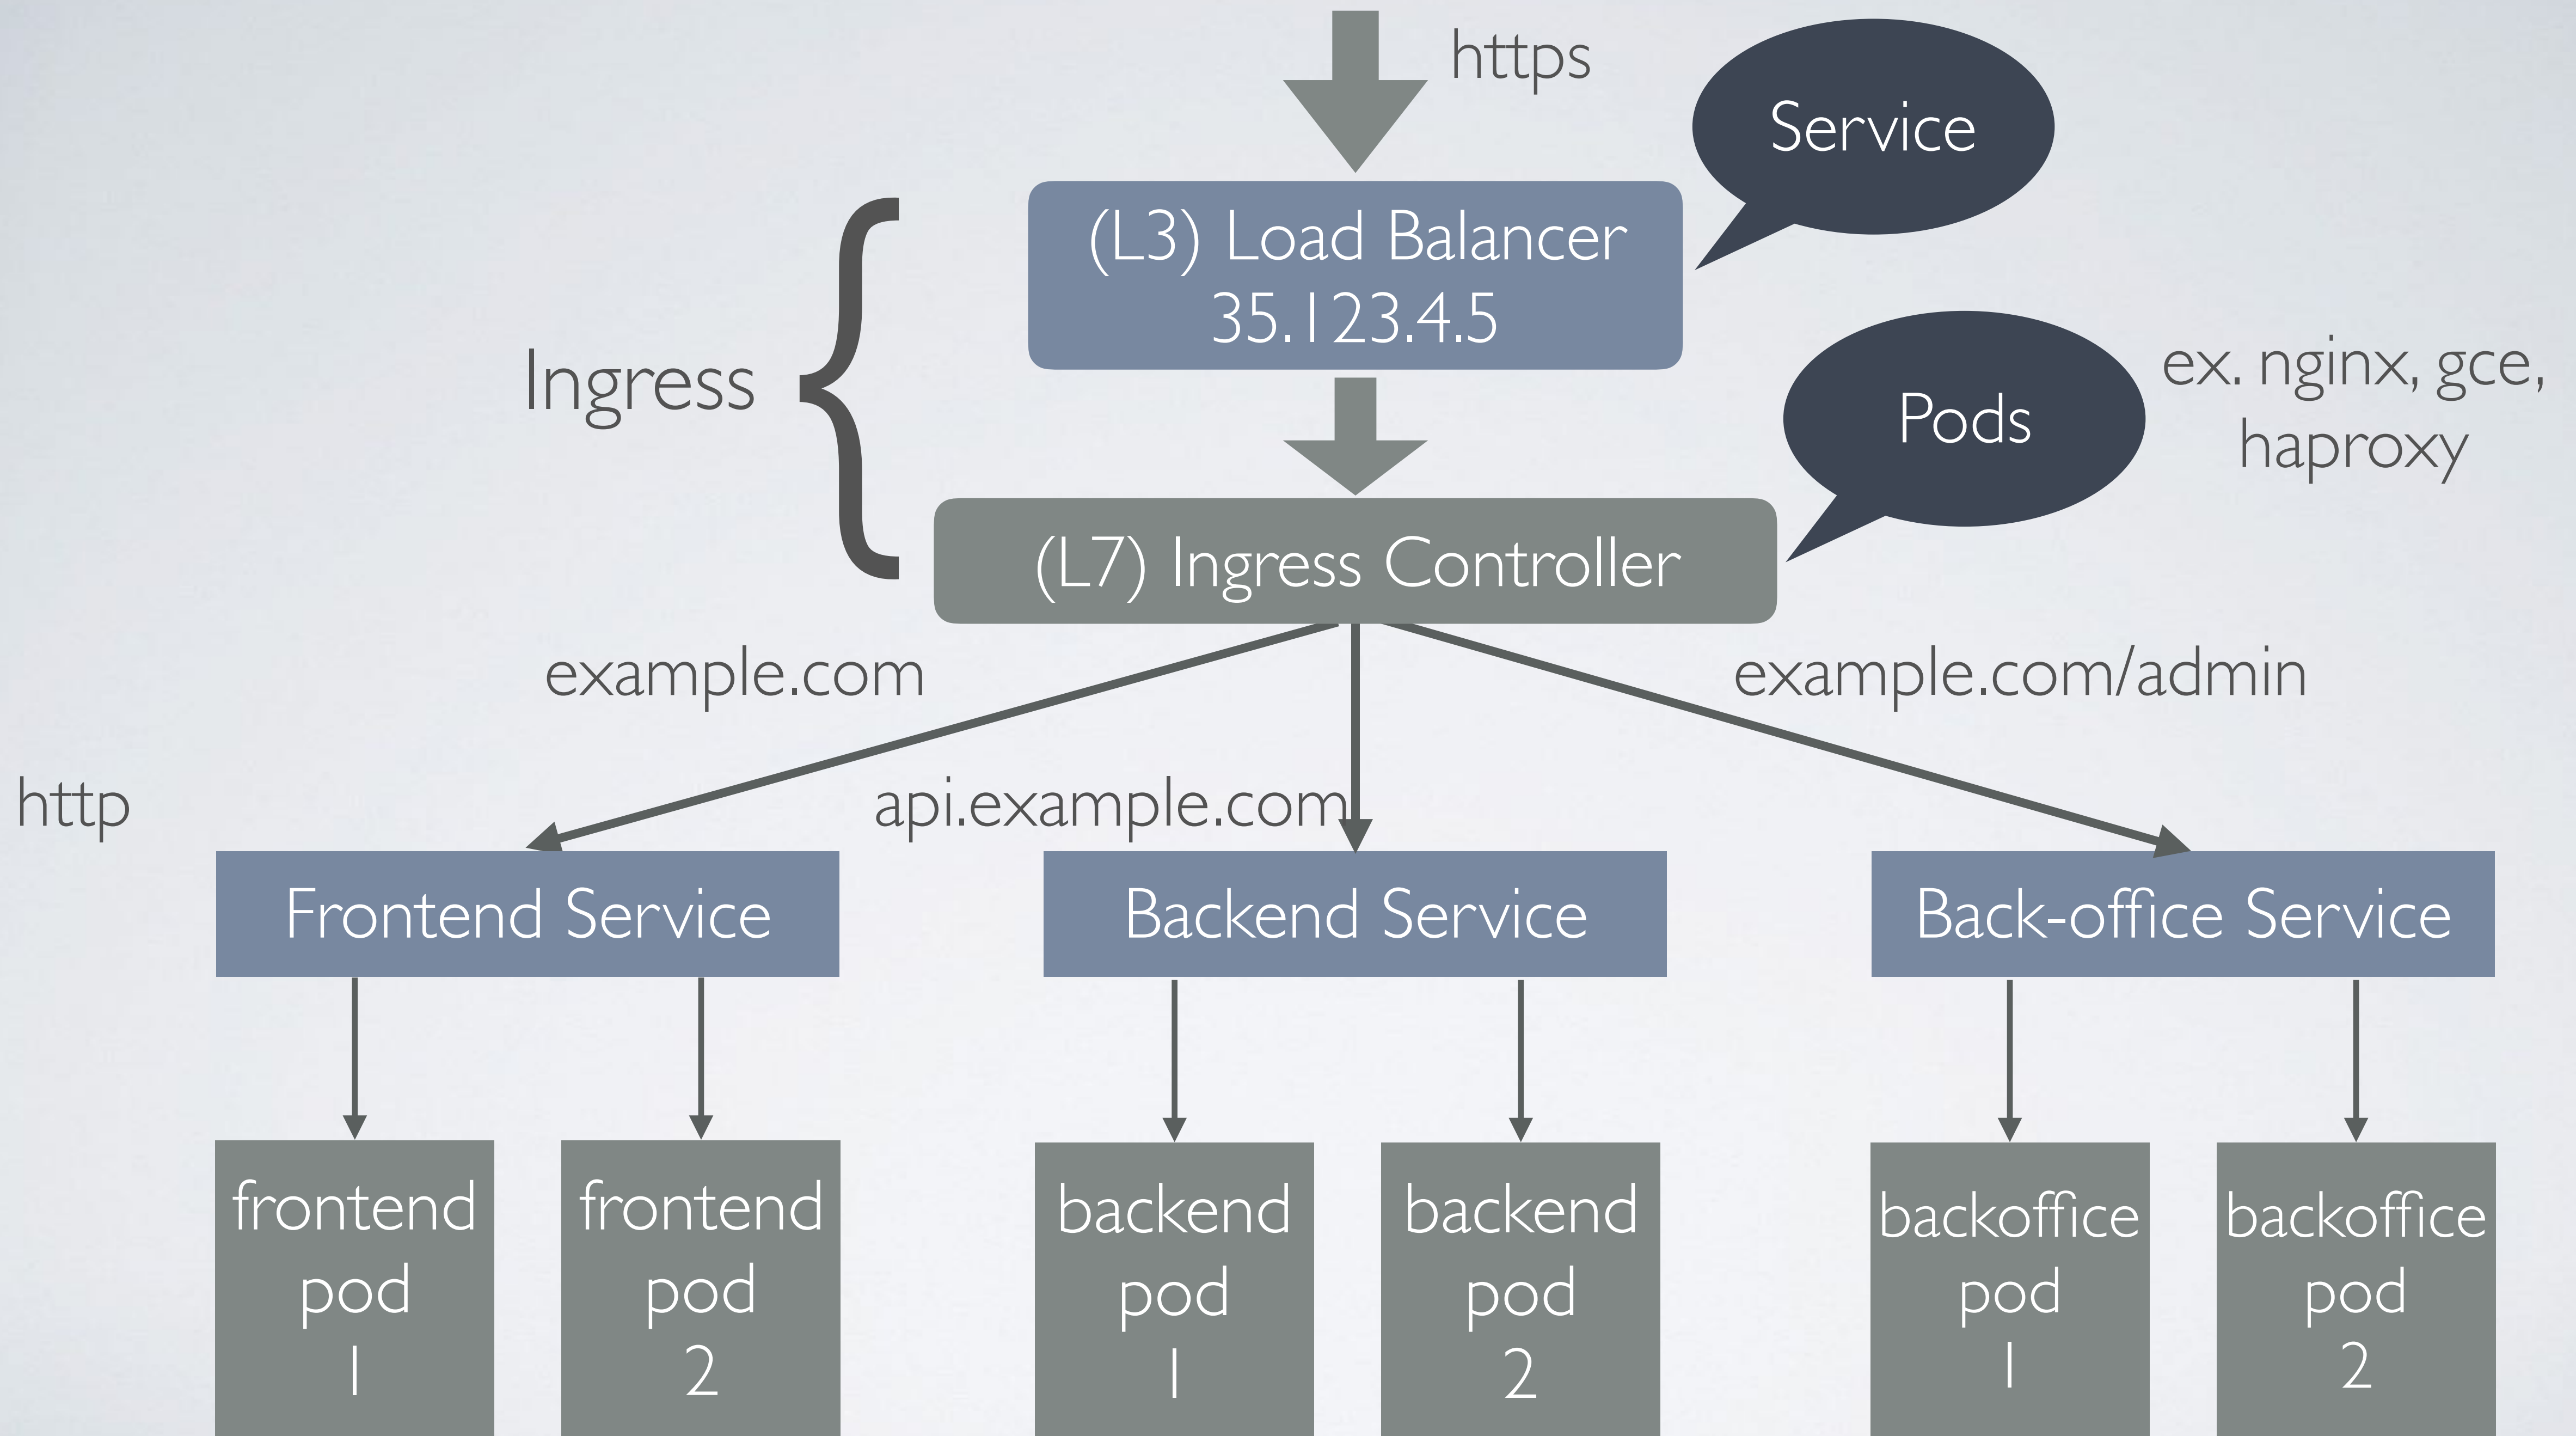 https
Service
(L3) Load Balancer
35.123.4.5
Ingress
Pods
ex. nginx, gce,
haproxy
(L7) Ingress Controller
example.com
example.com/admin
http
api.example.com
Frontend Service
Backend Service
Back-office Service
frontend
pod
1
frontend
pod
2
backend
pod
1
backend
pod
2
backoffice
pod
1
backoffice
pod
2